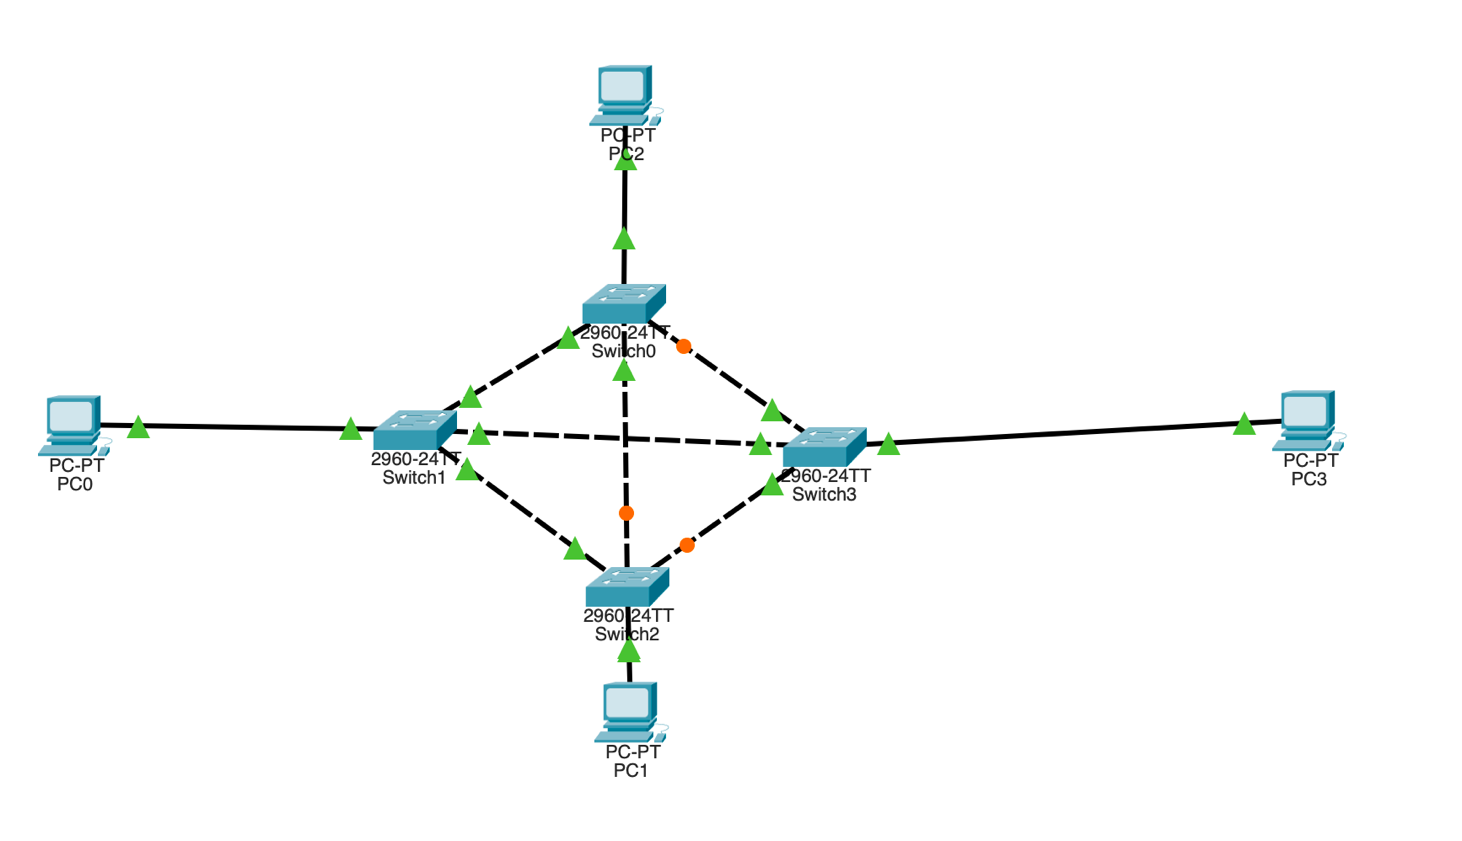 PC-PT
PC2
2960-24TT
Switch0
PC-PT
PC0
2960-24TT
Switch1
2960-24TT
Switch3
PC-PT
PC3
2960-24TT
Switch2
PC-PT
PC1